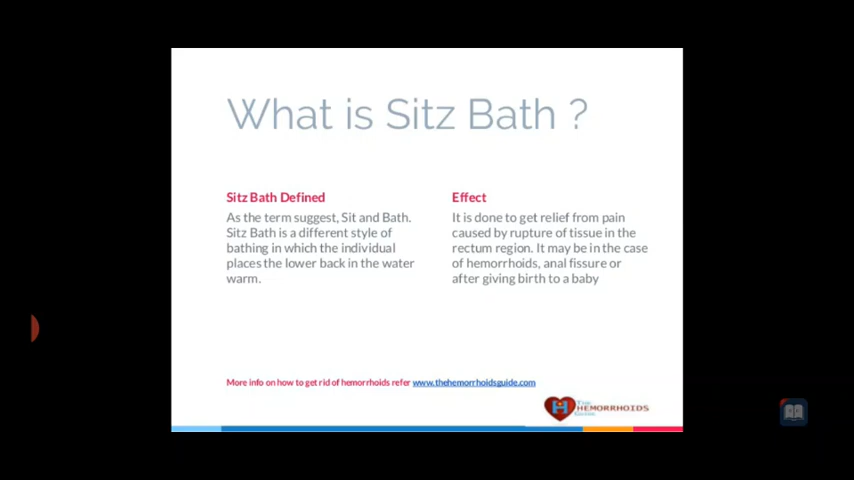 What is Sitz Bath ?
Sitz Bath Defined
As the term suggest, Sit and Bath.
Sitz Bath is a different style of
bathing in which the individual
places the lower back in the water
warm.
Effect
It is done to get relief from pain
caused by rupture of tissue in the
rectum region. It may be in the case
of hemorrhoids, anal fissure or
after giving birth to a baby
More info on how to get rid of hemorrhoids refer www.thehemorrhoidsguide.com
H
THE
HEMORRHOIDS
GUIDE